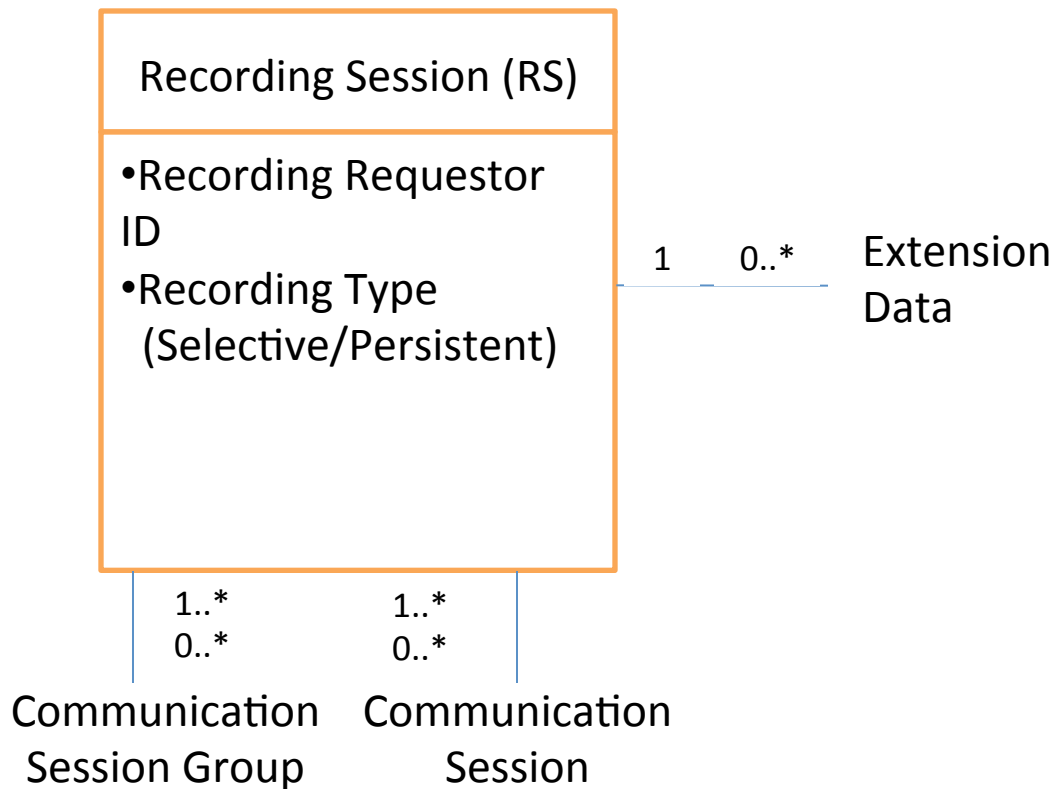 Recording Session (RS)
•Recording Requestor
ID
•Recording Type
(Selective/Persistent)
1 0..*
Extension
Data
1..* 1..*
0..* 0..*
Communication Communication
Session Group Session